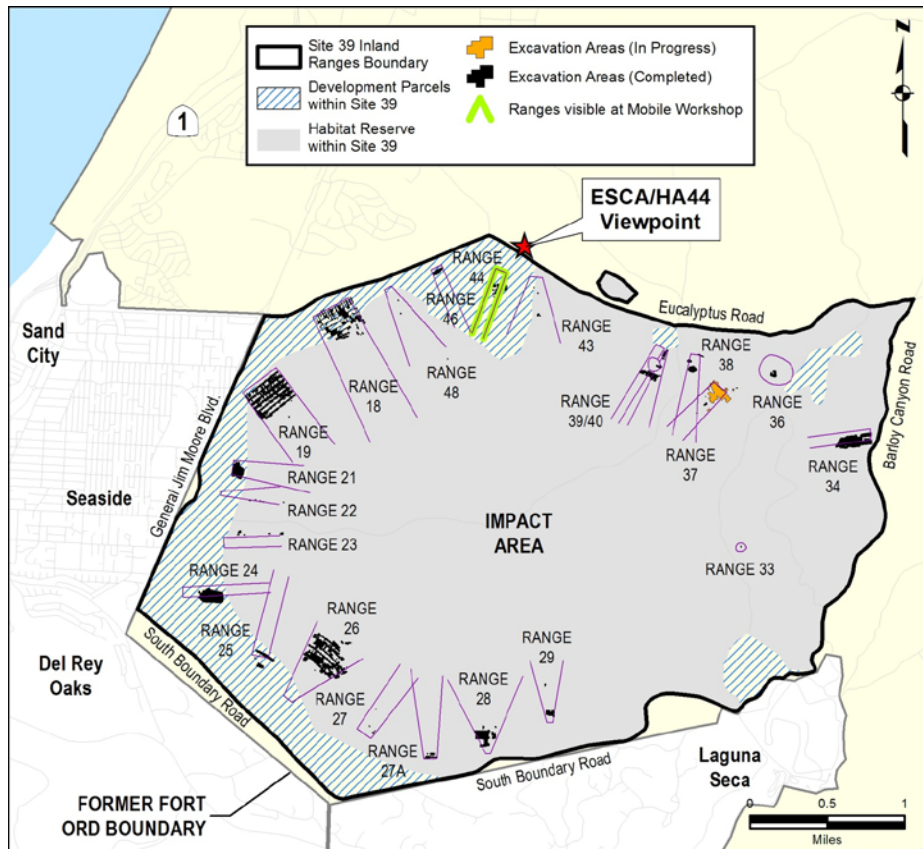 Site 39 Inland
Ranges Boundary
Development Parcels
within Site 39
Habitat Reserve
within Site 39
Excavation Areas (In Progress)
Excavation Areas (Completed)
Ranges visible at Mobile Workshop
Z
1
ESCA/HA44
Viewpoint
RANGE
44
RANGE
46
RANGE
43
Eucalyptus Road
Sand
City
RANGE
18
RANGE
48
RANGE
39/40
RANGE
38
RANGE
36
Barloy Canyon Road
General Jim Moore Blvd.
RANGE
19
RANGE
37
RANGE
34
RANGE 21
Seaside
RANGE 22
IMPACT
AREA
RANGE 23
RANGE 33
RANGE 24
RANGE
25
RANGE
26
RANGE
29
Del Rey
Oaks
South Boundary Road
RANGE
27
RANGE
28
RANGE
27A
South Boundary Road
Laguna
Seca
FORMER FORT
ORD BOUNDARY
0 0.5 1
Miles